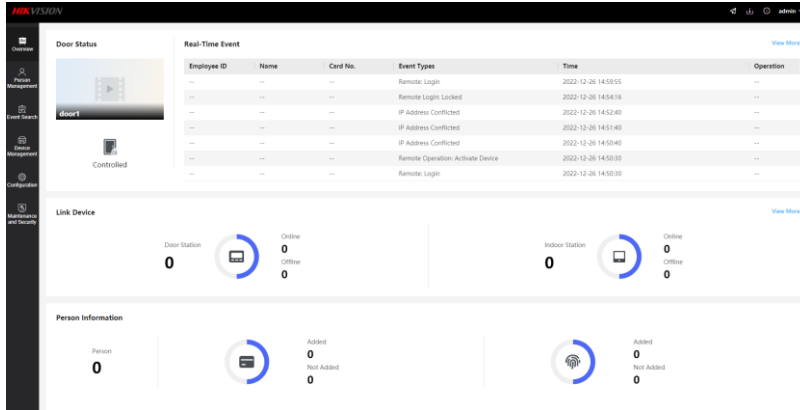 HIKVISION
admin
Overview
Person
Management
Event Search
Device
Management
Configuration
Maintenance
and Security
Door Status
door1
Controlled
Real-Time Event
View More
Employee ID Name Card No. Event Types Time Operation
-- -- -- Remote: Login 2022-12-26 14:59:55 --
-- -- -- Remote Login Locked 2022-12-26 14:54:16 --
-- -- -- IP Address Conflicted 2022-12-26 14:52:40 --
-- -- -- IP Address Conflicted 2022-12-26 14:51:40 --
-- -- -- IP Address Conflicted 2022-12-26 14:50:40 --
-- -- -- Remote Operation: Activate Device 2022-12-26 14:50:30 --
-- -- -- Remote: Login 2022-12-26 14:50:30 --
Link Device
View More
Door Station
0
Online
0
Offline
0
Indoor Station
0
Online
0
Offline
0
Person Information
Person
0
Added
0
Not Added
0
Added
0
Not Added
0